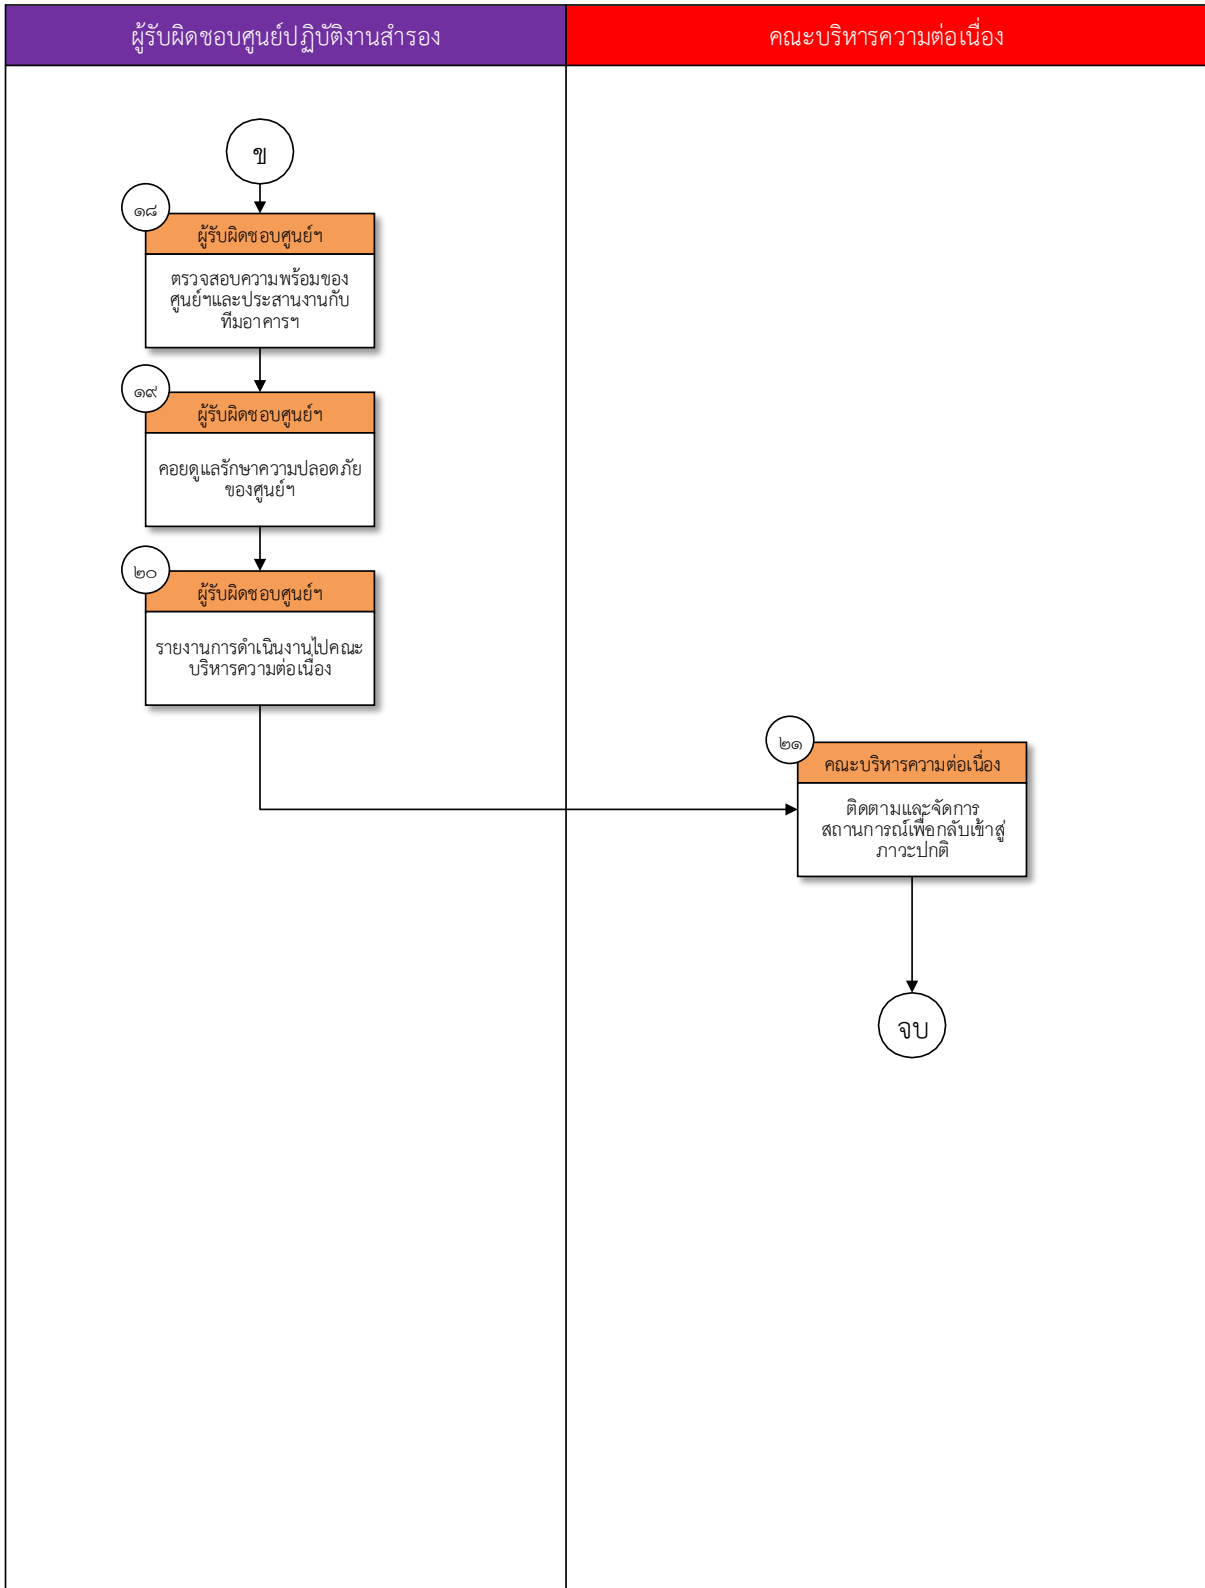 ผู้รับผิดชอบศูนย์ปฏิบัติงานสำรอง
คณะบริหารความต่อเนื่อง
ข
๑๘
ผู้รับผิดชอบศูนย์ฯ
ตรวจสอบความพร้อมของ
ศูนย์ฯและประสานงานกับ
ทีมอาคารฯ
๑๙
ผู้รับผิดชอบศูนย์ฯ
คอยดูแลรักษาความปลอดภัย
ของศูนย์ฯ
๒๐
ผู้รับผิดชอบศูนย์ฯ
รายงานการดำเนินงานไปคณะ
บริหารความต่อเนื่อง
๒๑
คณะบริหารความต่อเนื่อง
ติดตามและจัดการ
สถานการณ์เพื่อกลับเข้าสู่
ภาวะปกติ
จบ